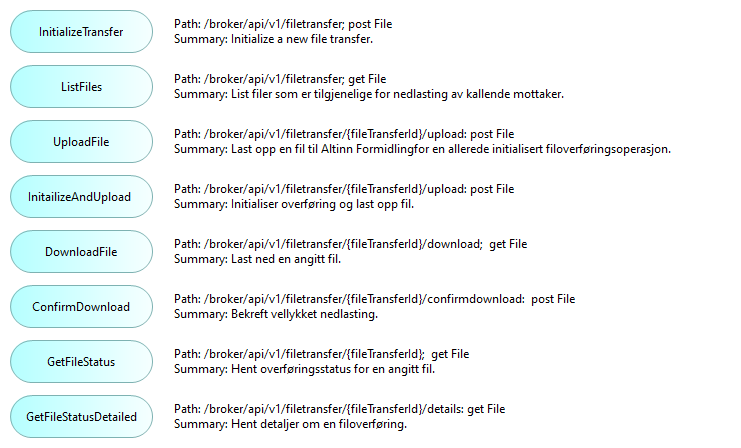 InitializeTransfer
Path: /broker/api/v1/filetransfer; post File
Summary: Initialize a new file transfer.
ListFiles
Path: /broker/api/v1/filetransfer; get File
Summary: List filer som er tilgjenelige for nedlasting av kallende mottaker.
UploadFile
Path: /broker/api/v1/filetransfer/{fileTransferId}/upload: post File
Summary: Last opp en fil til Altinn Formidlingfor en allerede initialisert filoverføringsoperasjon.
InitailizeAndUpload
Path: /broker/api/v1/filetransfer/{fileTransferId}/upload: post File
Summary: Initialiser overføring og last opp fil.
DownloadFile
Path: /broker/api/v1/filetransfer/{fileTransferId}/download;  get File
Summary: Last ned en angitt fil.
ConfirmDownload
Path: /broker/api/v1/filetransfer/{fileTransferId}/confirmdownload:  post File
Summary: Bekreft vellykket nedlasting.
GetFileStatus
Path: /broker/api/v1/filetransfer/{fileTransferId};  get File
Summary: Hent overføringsstatus for en angitt fil.
GetFileStatusDetailed
Path: /broker/api/v1/filetransfer/{fileTransferId}/details: get File
Summary: Hent detaljer om en filoverføring.